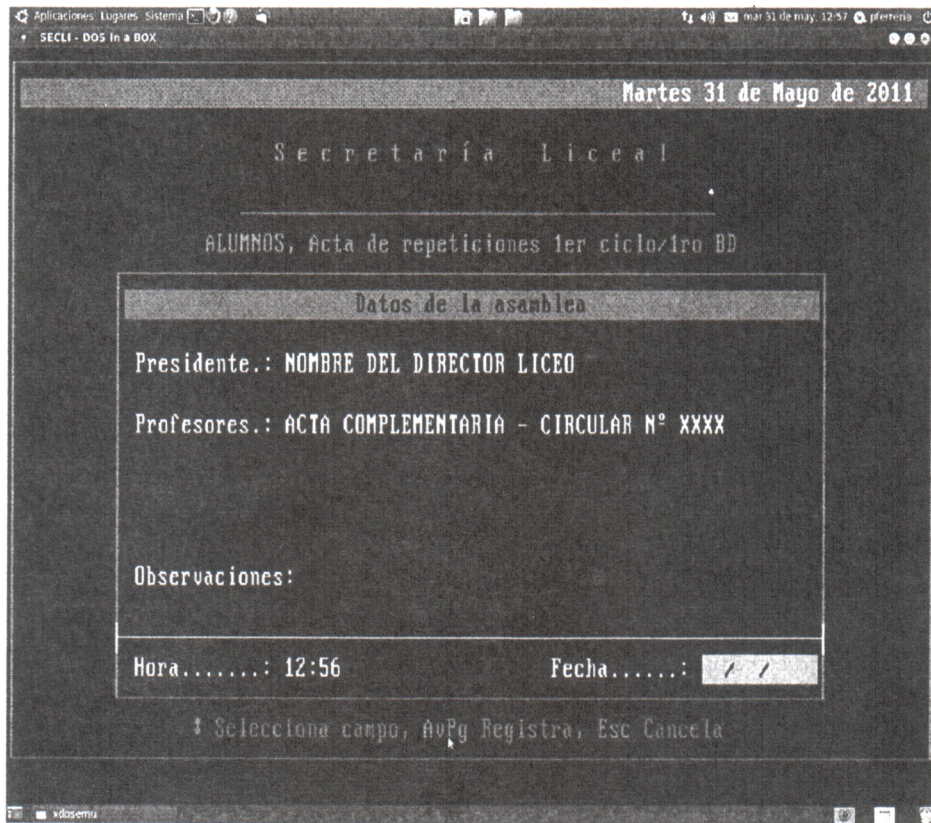 Aplicaciones Lugares Sistema
mar 31 de may, 12:57
SECLI - DOS In a BOX
Martes 31 de Mayo de 2011
Secretaría Liceal
ALUMNOS, Acta de repeticiones 1er ciclo/1ro BD
Datos de la asamblea
Presidente.: NOMBRE DEL DIRECTOR LICEO
Profesores.: ACTA COMPLEMENTARIA - CIRCULAR Nº XXXX
Observaciones:
Hora.......: 12:56 Fecha......: / /
↕ Selecciona campo, AvPg Registra, Esc Cancela
xdosemu